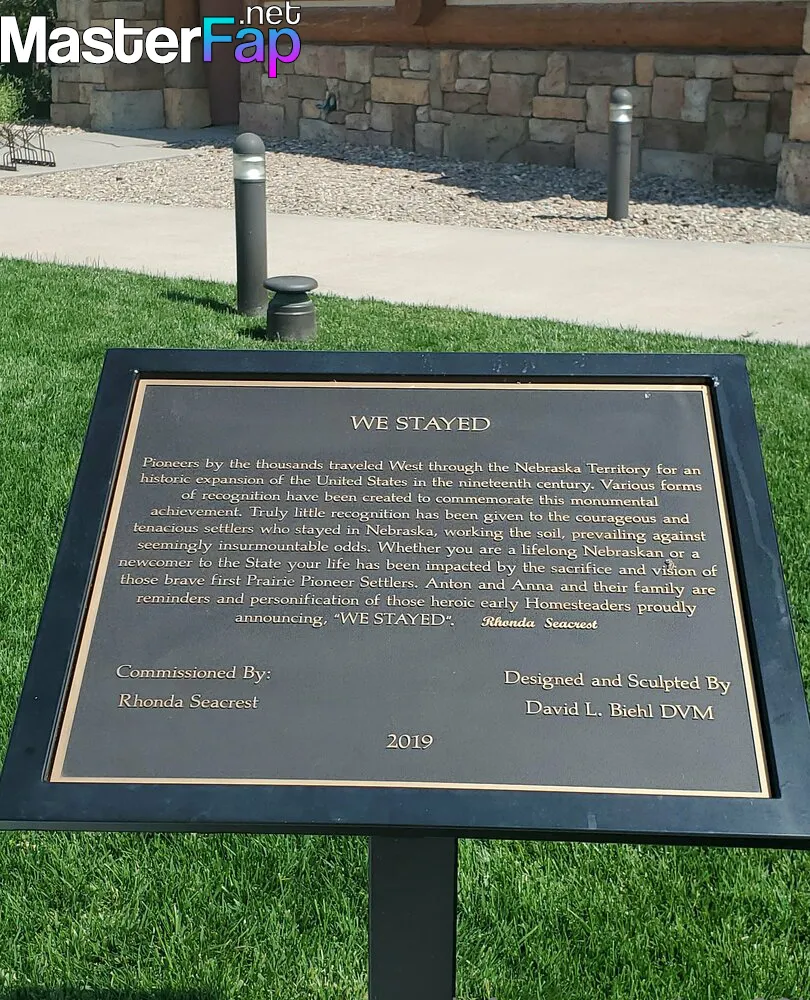 MasterFap.net
WE STAYED
Pioneers by the thousands traveled West through the Nebraska Territory for an
historic expansion of the United States in the nineteenth century. Various forms
of recognition have been created to commemorate this monumental
achievement. Truly little recognition has been given to the courageous and
tenacious settlers who stayed in Nebraska, working the soil, prevailing against
seemingly insurmountable odds. Whether you are a lifelong Nebraskan or a
newcomer to the State your life has been impacted by the sacrifice and vision of
those brave first Prairie Pioneer Settlers. Anton and Anna and their family are
reminders and personification of those heroic early Homesteaders proudly
announcing, "WE STAYED". Rhonda Seacrest
Commissioned By:
Rhonda Seacrest
Designed and Sculpted By
David L. Biehl DVM
2019